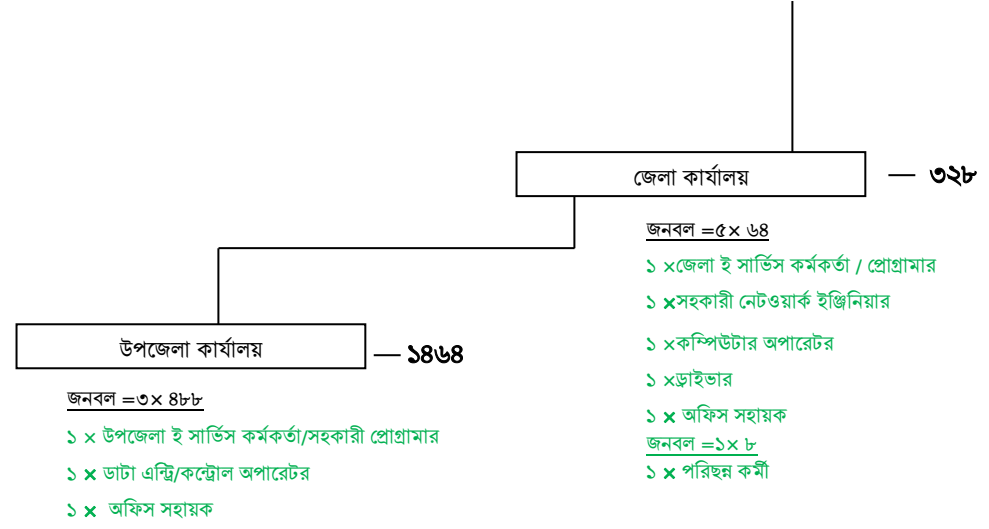 জেলা কার্যালয় — ৩২৮
জনবল =৫× ৬৪
১ ×জেলা ই সার্ভিস কর্মকর্তা / প্রোগ্রামার
১ ×সহকারী নেটওয়ার্ক ইঞ্জিনিয়ার
১ ×কম্পিউটার অপারেটর
১ ×ড্রাইভার
১ × অফিস সহায়ক
জনবল =১× ৮
১ × পরিছন্ন কর্মী
উপজেলা কার্যালয় — ১৪৬৪
জনবল =৩× ৪৮৮
১ × উপজেলা ই সার্ভিস কর্মকর্তা/সহকারী প্রোগ্রামার
১ × ডাটা এন্ট্রি/কন্ট্রোল অপারেটর
১ × অফিস সহায়ক